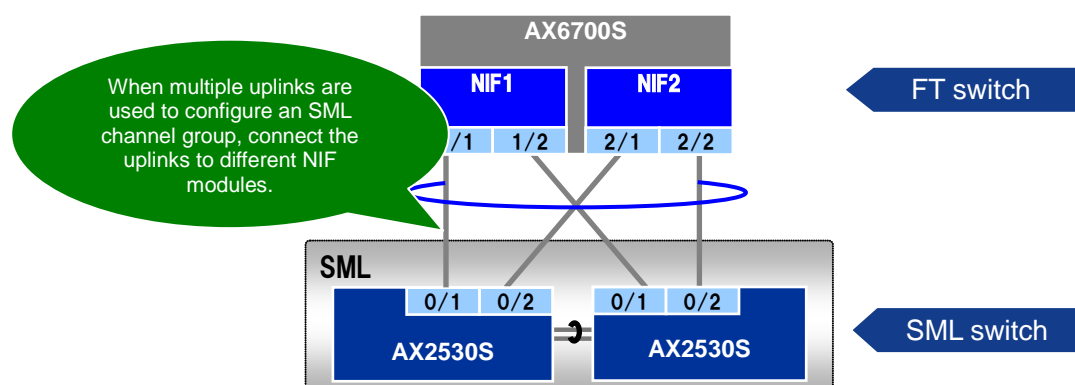 AX6700S
When multiple uplinks are
used to configure an SML
channel group, connect the
uplinks to different NIF
modules.
NIF1
NIF2
FT switch
/1
1/2
2/1
2/2
SML
0/1
0/2
0/1
0/2
AX2530S
AX2530S
SML switch